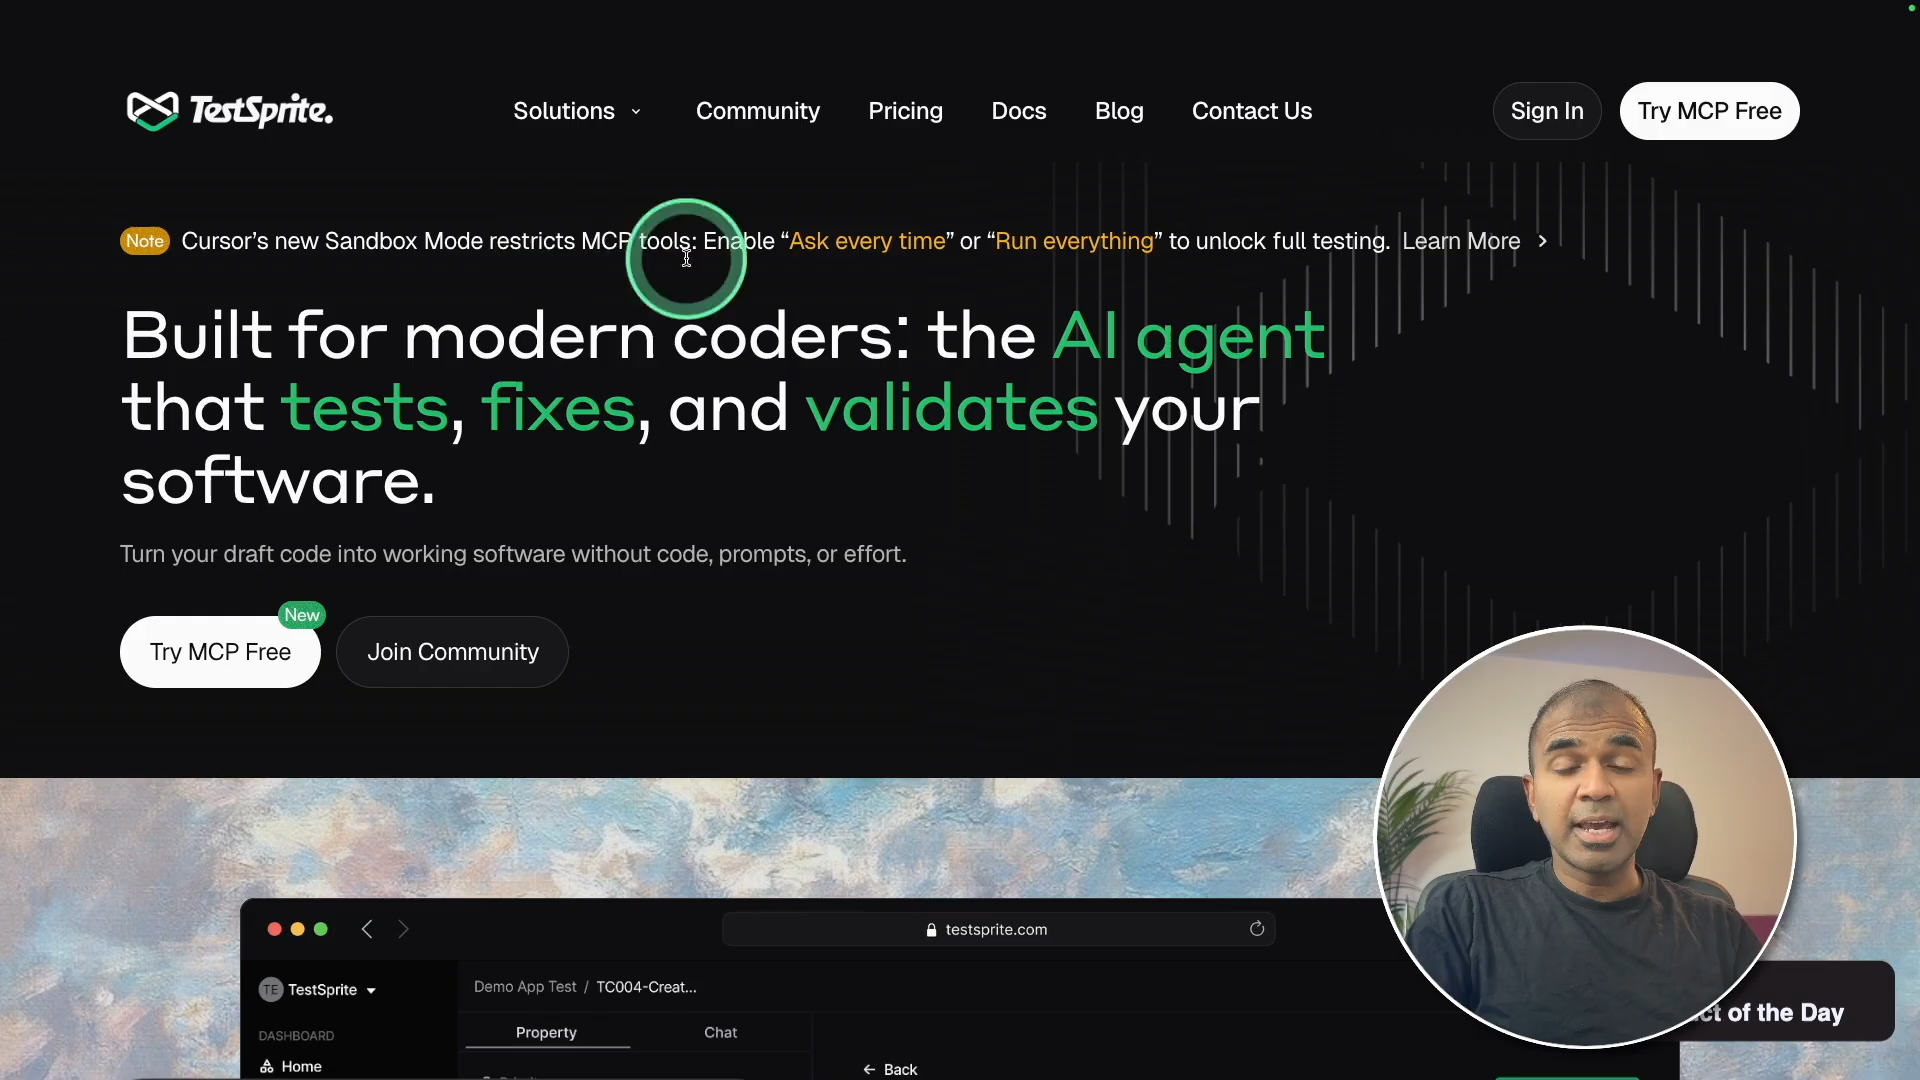 TestSprite.
Solutions
Community
Pricing
Docs
Blog
Contact Us
Sign In
Try MCP Free
Note Cursor’s new Sandbox Mode restricts MCP tools: Enable “Ask every time” or “Run everything” to unlock full testing. Learn More
Built for modern coders: the AI agent
that tests, fixes, and validates your
software.
Turn your draft code into working software without code, prompts, or effort.
New
Try MCP Free
Join Community
testsprite.com
TE TestSprite
Demo App Test / TC004-Creat...
of the Day
DASHBOARD
Property
Chat
Home
Back